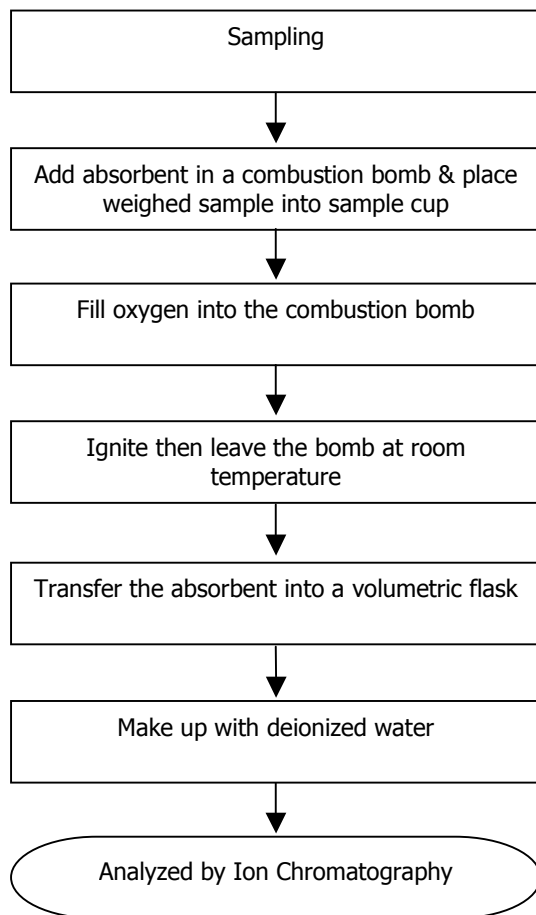 Sampling
Add absorbent in a combustion bomb & place
weighed sample into sample cup
Fill oxygen into the combustion bomb
Ignite then leave the bomb at room
temperature
Transfer the absorbent into a volumetric flask
Make up with deionized water
Analyzed by Ion Chromatography